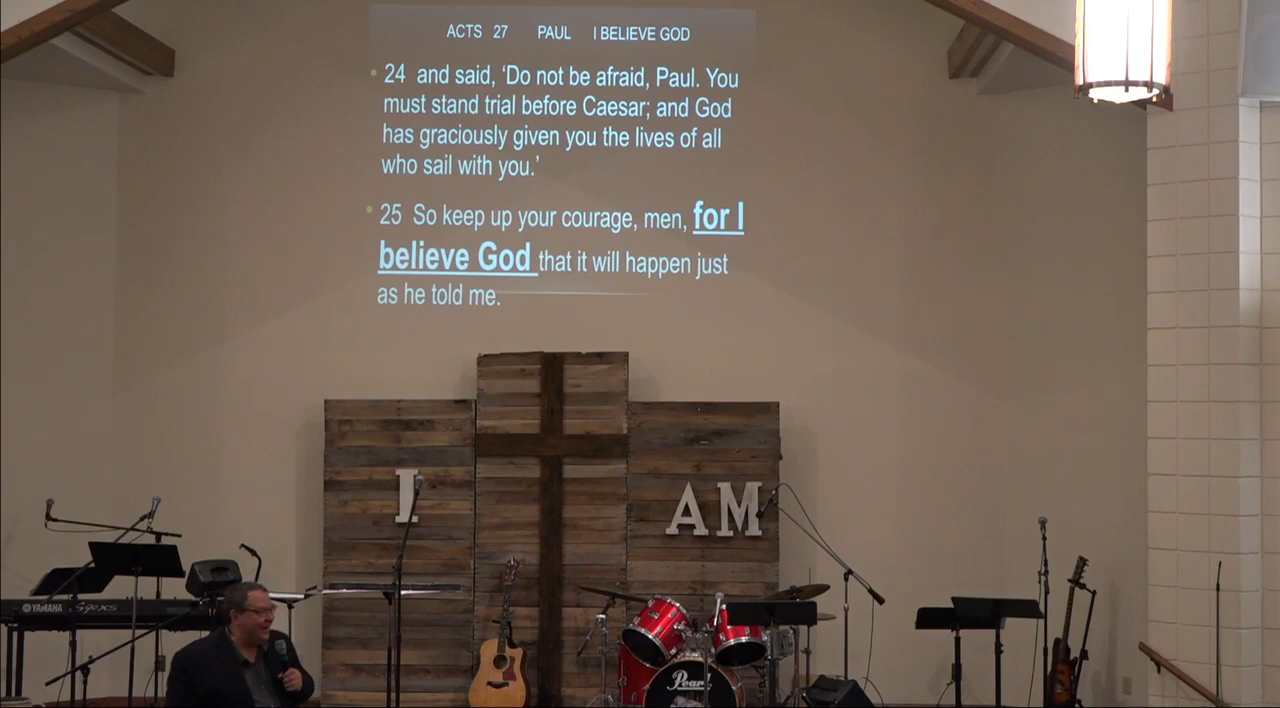 ACTS 27 PAUL I BELIEVE GOD
24 and said, ‘Do not be afraid, Paul. You
must stand trial before Caesar; and God
has graciously given you the lives of all
who sail with you.’
25 So keep up your courage, men, for I
believe God that it will happen just
as he told me.
I AM
YAMAHA S90XS
Pearl